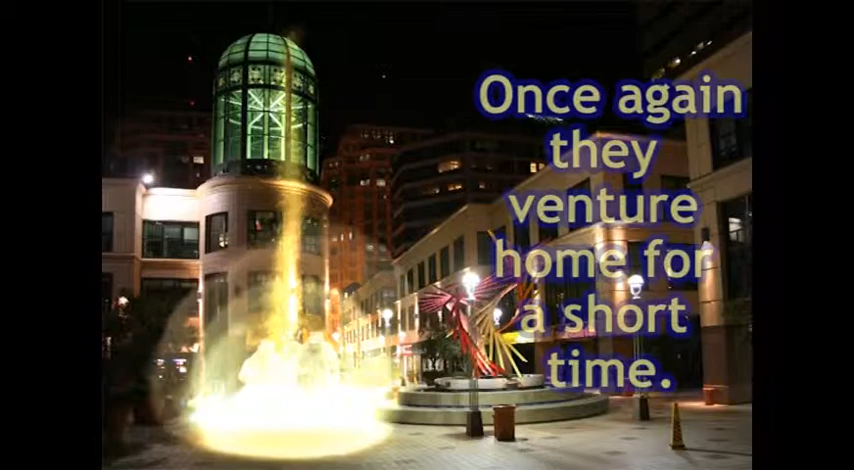 Once again
they
venture
home for
a short
time.